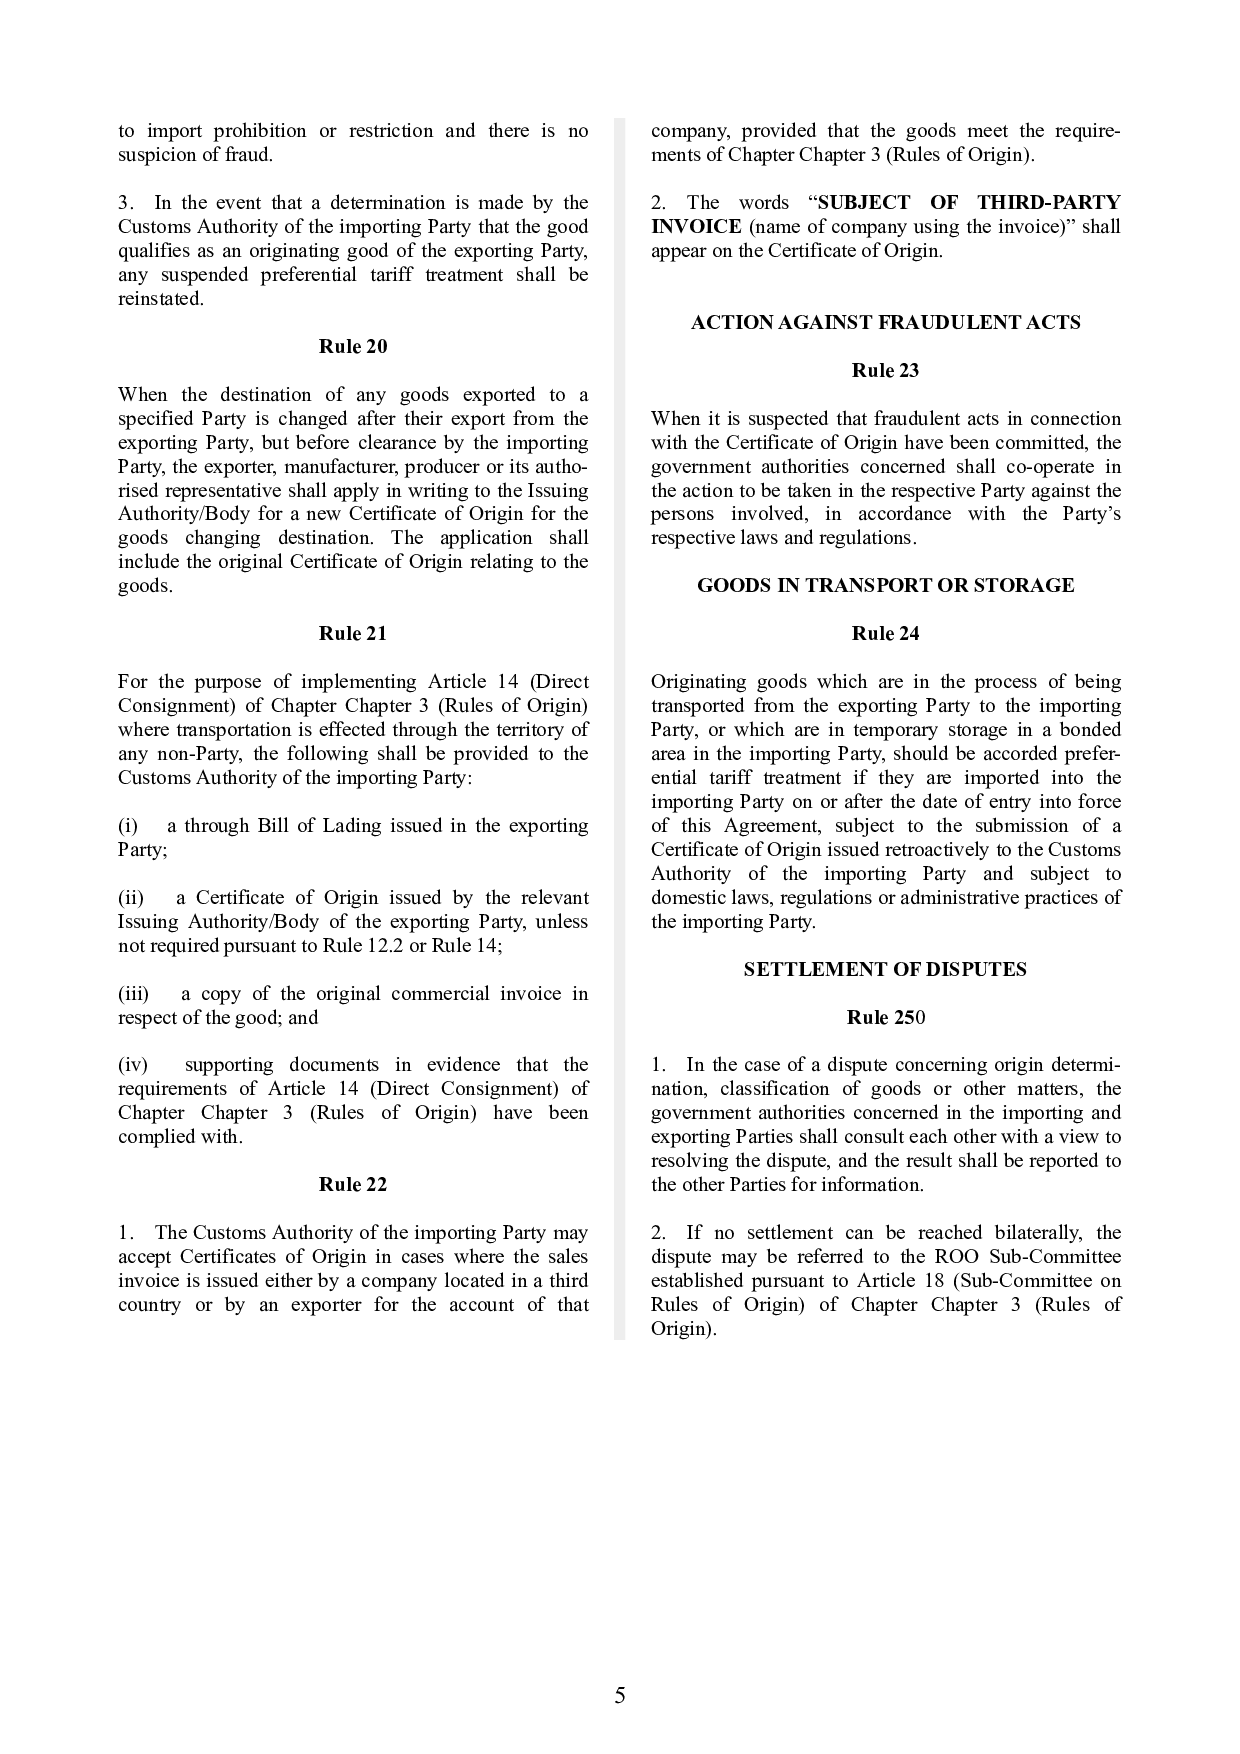 to import prohibition or restriction and there is no
suspicion of fraud.
3. In the event that a determination is made by the
Customs Authority of the importing Party that the good
qualifies as an originating good of the exporting Party,
any suspended preferential tariff treatment shall be
reinstated.
Rule 20
When the destination of any goods exported to a
specified Party is changed after their export from the
exporting Party, but before clearance by the importing
Party, the exporter, manufacturer, producer or its autho-
rised representative shall apply in writing to the Issuing
Authority/Body for a new Certificate of Origin for the
goods changing destination. The application shall
include the original Certificate of Origin relating to the
goods.
Rule 21
For the purpose of implementing Article 14 (Direct
Consignment) of Chapter Chapter 3 (Rules of Origin)
where transportation is effected through the territory of
any non-Party, the following shall be provided to the
Customs Authority of the importing Party:
(i) a through Bill of Lading issued in the exporting
Party;
(ii) a Certificate of Origin issued by the relevant
Issuing Authority/Body of the exporting Party, unless
not required pursuant to Rule 12.2 or Rule 14;
(iii) a copy of the original commercial invoice in
respect of the good; and
(iv) supporting documents in evidence that the
requirements of Article 14 (Direct Consignment) of
Chapter Chapter 3 (Rules of Origin) have been
complied with.
Rule 22
1. The Customs Authority of the importing Party may
accept Certificates of Origin in cases where the sales
invoice is issued either by a company located in a third
country or by an exporter for the account of that
company, provided that the goods meet the require-
ments of Chapter Chapter 3 (Rules of Origin).
2. The words “SUBJECT OF THIRD-PARTY
INVOICE (name of company using the invoice)” shall
appear on the Certificate of Origin.
ACTION AGAINST FRAUDULENT ACTS
Rule 23
When it is suspected that fraudulent acts in connection
with the Certificate of Origin have been committed, the
government authorities concerned shall co-operate in
the action to be taken in the respective Party against the
persons involved, in accordance with the Party’s
respective laws and regulations.
GOODS IN TRANSPORT OR STORAGE
Rule 24
Originating goods which are in the process of being
transported from the exporting Party to the importing
Party, or which are in temporary storage in a bonded
area in the importing Party, should be accorded prefer-
ential tariff treatment if they are imported into the
importing Party on or after the date of entry into force
of this Agreement, subject to the submission of a
Certificate of Origin issued retroactively to the Customs
Authority of the importing Party and subject to
domestic laws, regulations or administrative practices of
the importing Party.
SETTLEMENT OF DISPUTES
Rule 250
1. In the case of a dispute concerning origin determi-
nation, classification of goods or other matters, the
government authorities concerned in the importing and
exporting Parties shall consult each other with a view to
resolving the dispute, and the result shall be reported to
the other Parties for information.
2. If no settlement can be reached bilaterally, the
dispute may be referred to the ROO Sub-Committee
established pursuant to Article 18 (Sub-Committee on
Rules of Origin) of Chapter Chapter 3 (Rules of
Origin).
5